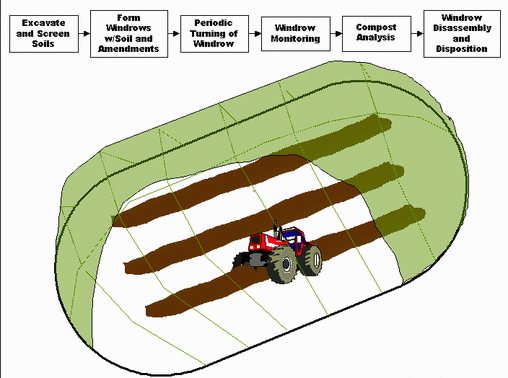 Excavate
and Screen
Soils
Form
Windrows
w/Soil and
Amendments
Periodic
Turning of
Windrow
Windrow
Monitoring
Compost
Analysis
Windrow
Disassembly
and
Disposition